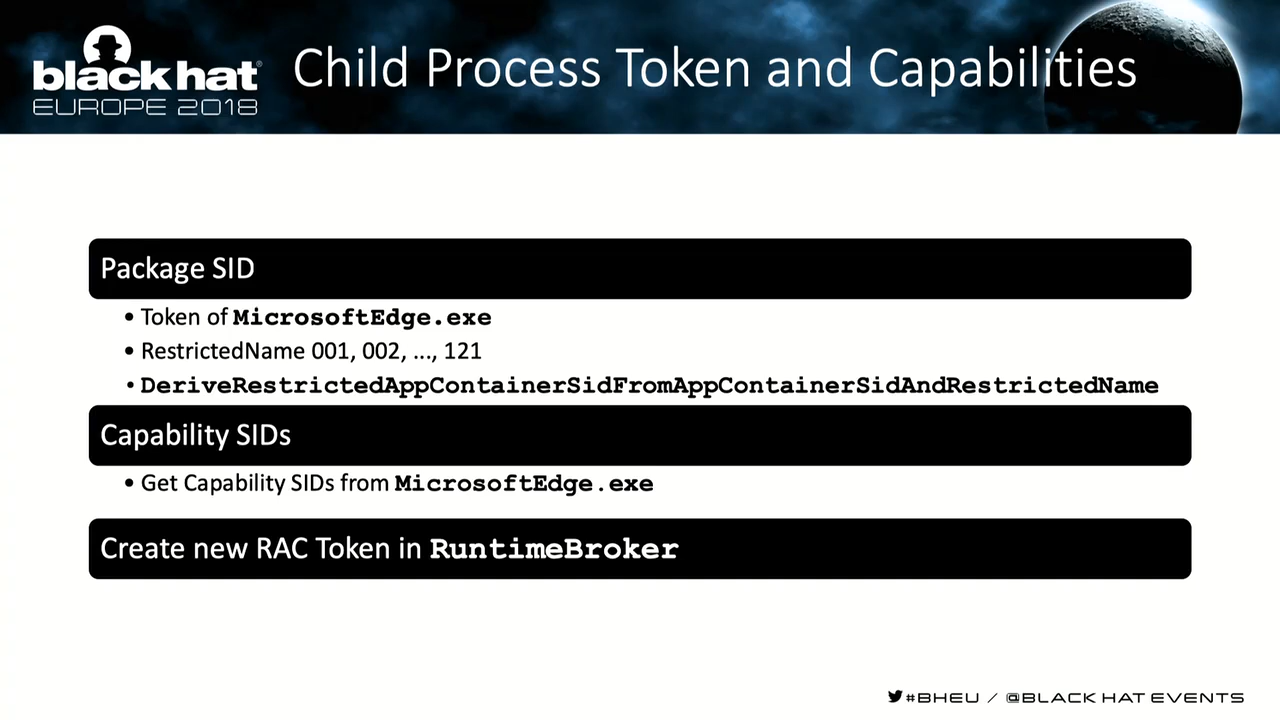 black hat®
EUROPE 2018
Child Process Token and Capabilities
Package SID
• Token of MicrosoftEdge.exe
• RestrictedName 001, 002, ..., 121
• DeriveRestrictedAppContainerSidFromAppContainerSidAndRestrictedName
Capability SIDs
• Get Capability SIDs from MicrosoftEdge.exe
Create new RAC Token in RuntimeBroker
#BHEU / @BLACK HAT EVENTS